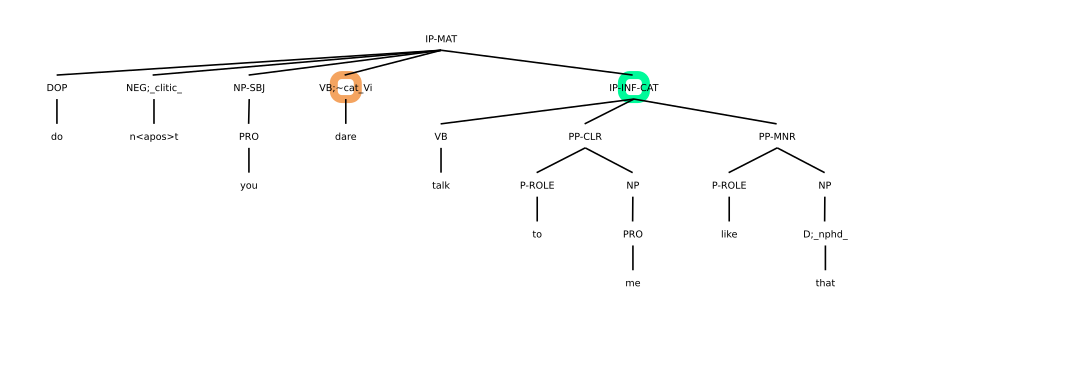 IP-MAT
DOP NEG;_clitic_ NP-SBJ VB;~cat_Vi IP-INF-CAT
do n<apos>t PRO dare VB PP-CLR PP-MNR
you talk P-ROLE NP P-ROLE NP
to PRO like D;_nphd_
me that